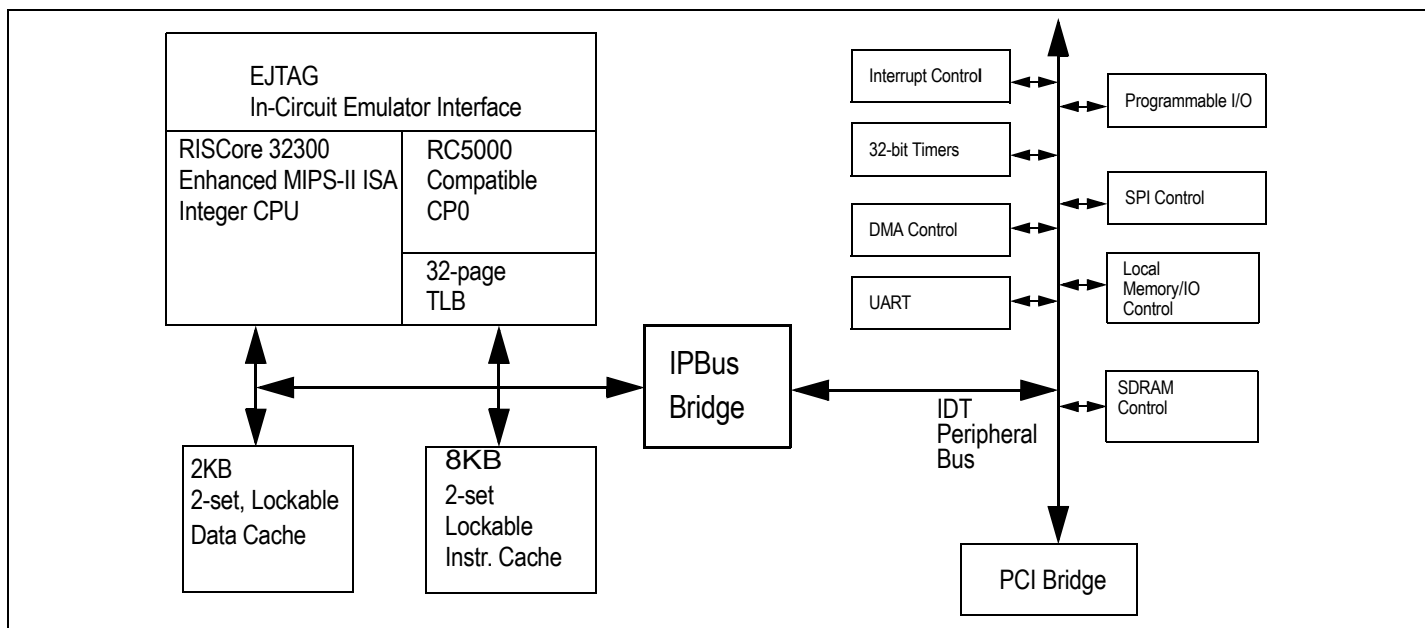 EJTAG
In-Circuit Emulator Interface
RISCore 32300
Enhanced MIPS-II ISA
Integer CPU
RC5000
Compatible
CP0
32-page
TLB
2KB
2-set, Lockable
Data Cache
8KB
2-set
Lockable
Instr. Cache
IPBus
Bridge
IDT
Peripheral
Bus
Interrupt Control
32-bit Timers
DMA Control
UART
Programmable I/O
SPI Control
Local
Memory/IO
Control
SDRAM
Control
PCI Bridge